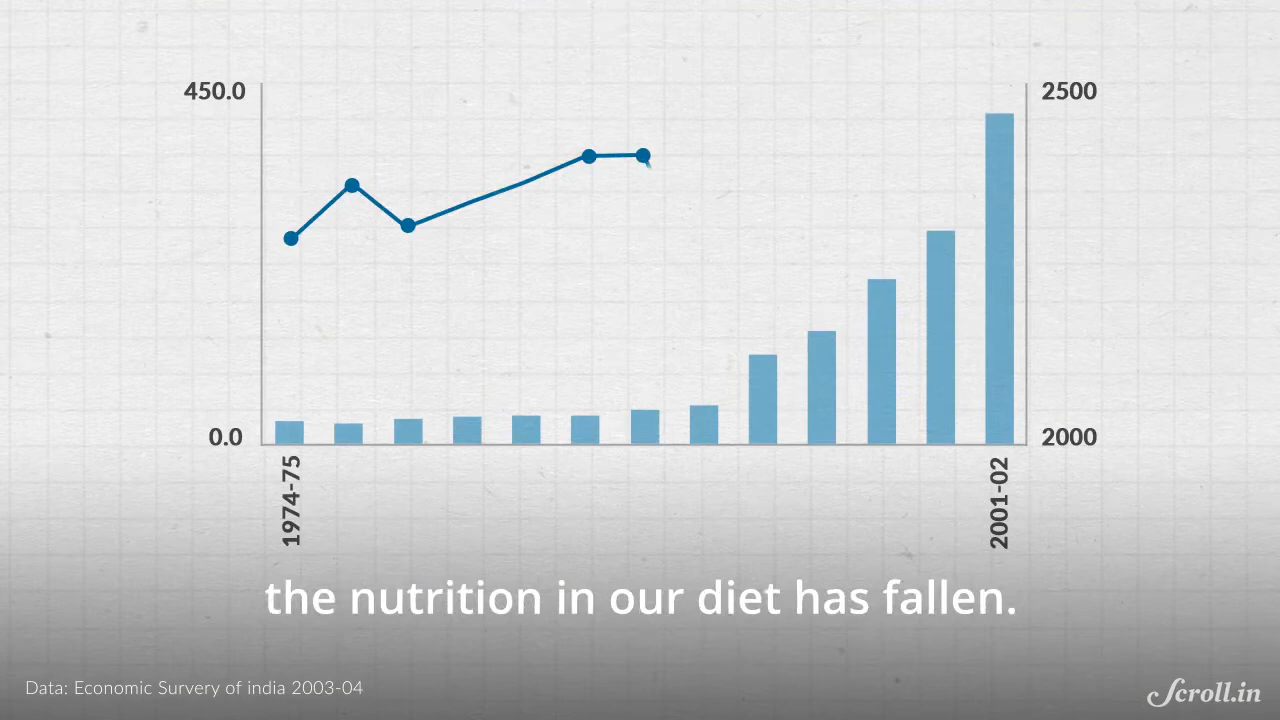 450.0
2500
0.0
2000
1974-75
2001-02
the nutrition in our diet has fallen.
Data: Economic Survery of india 2003-04
Scroll.in